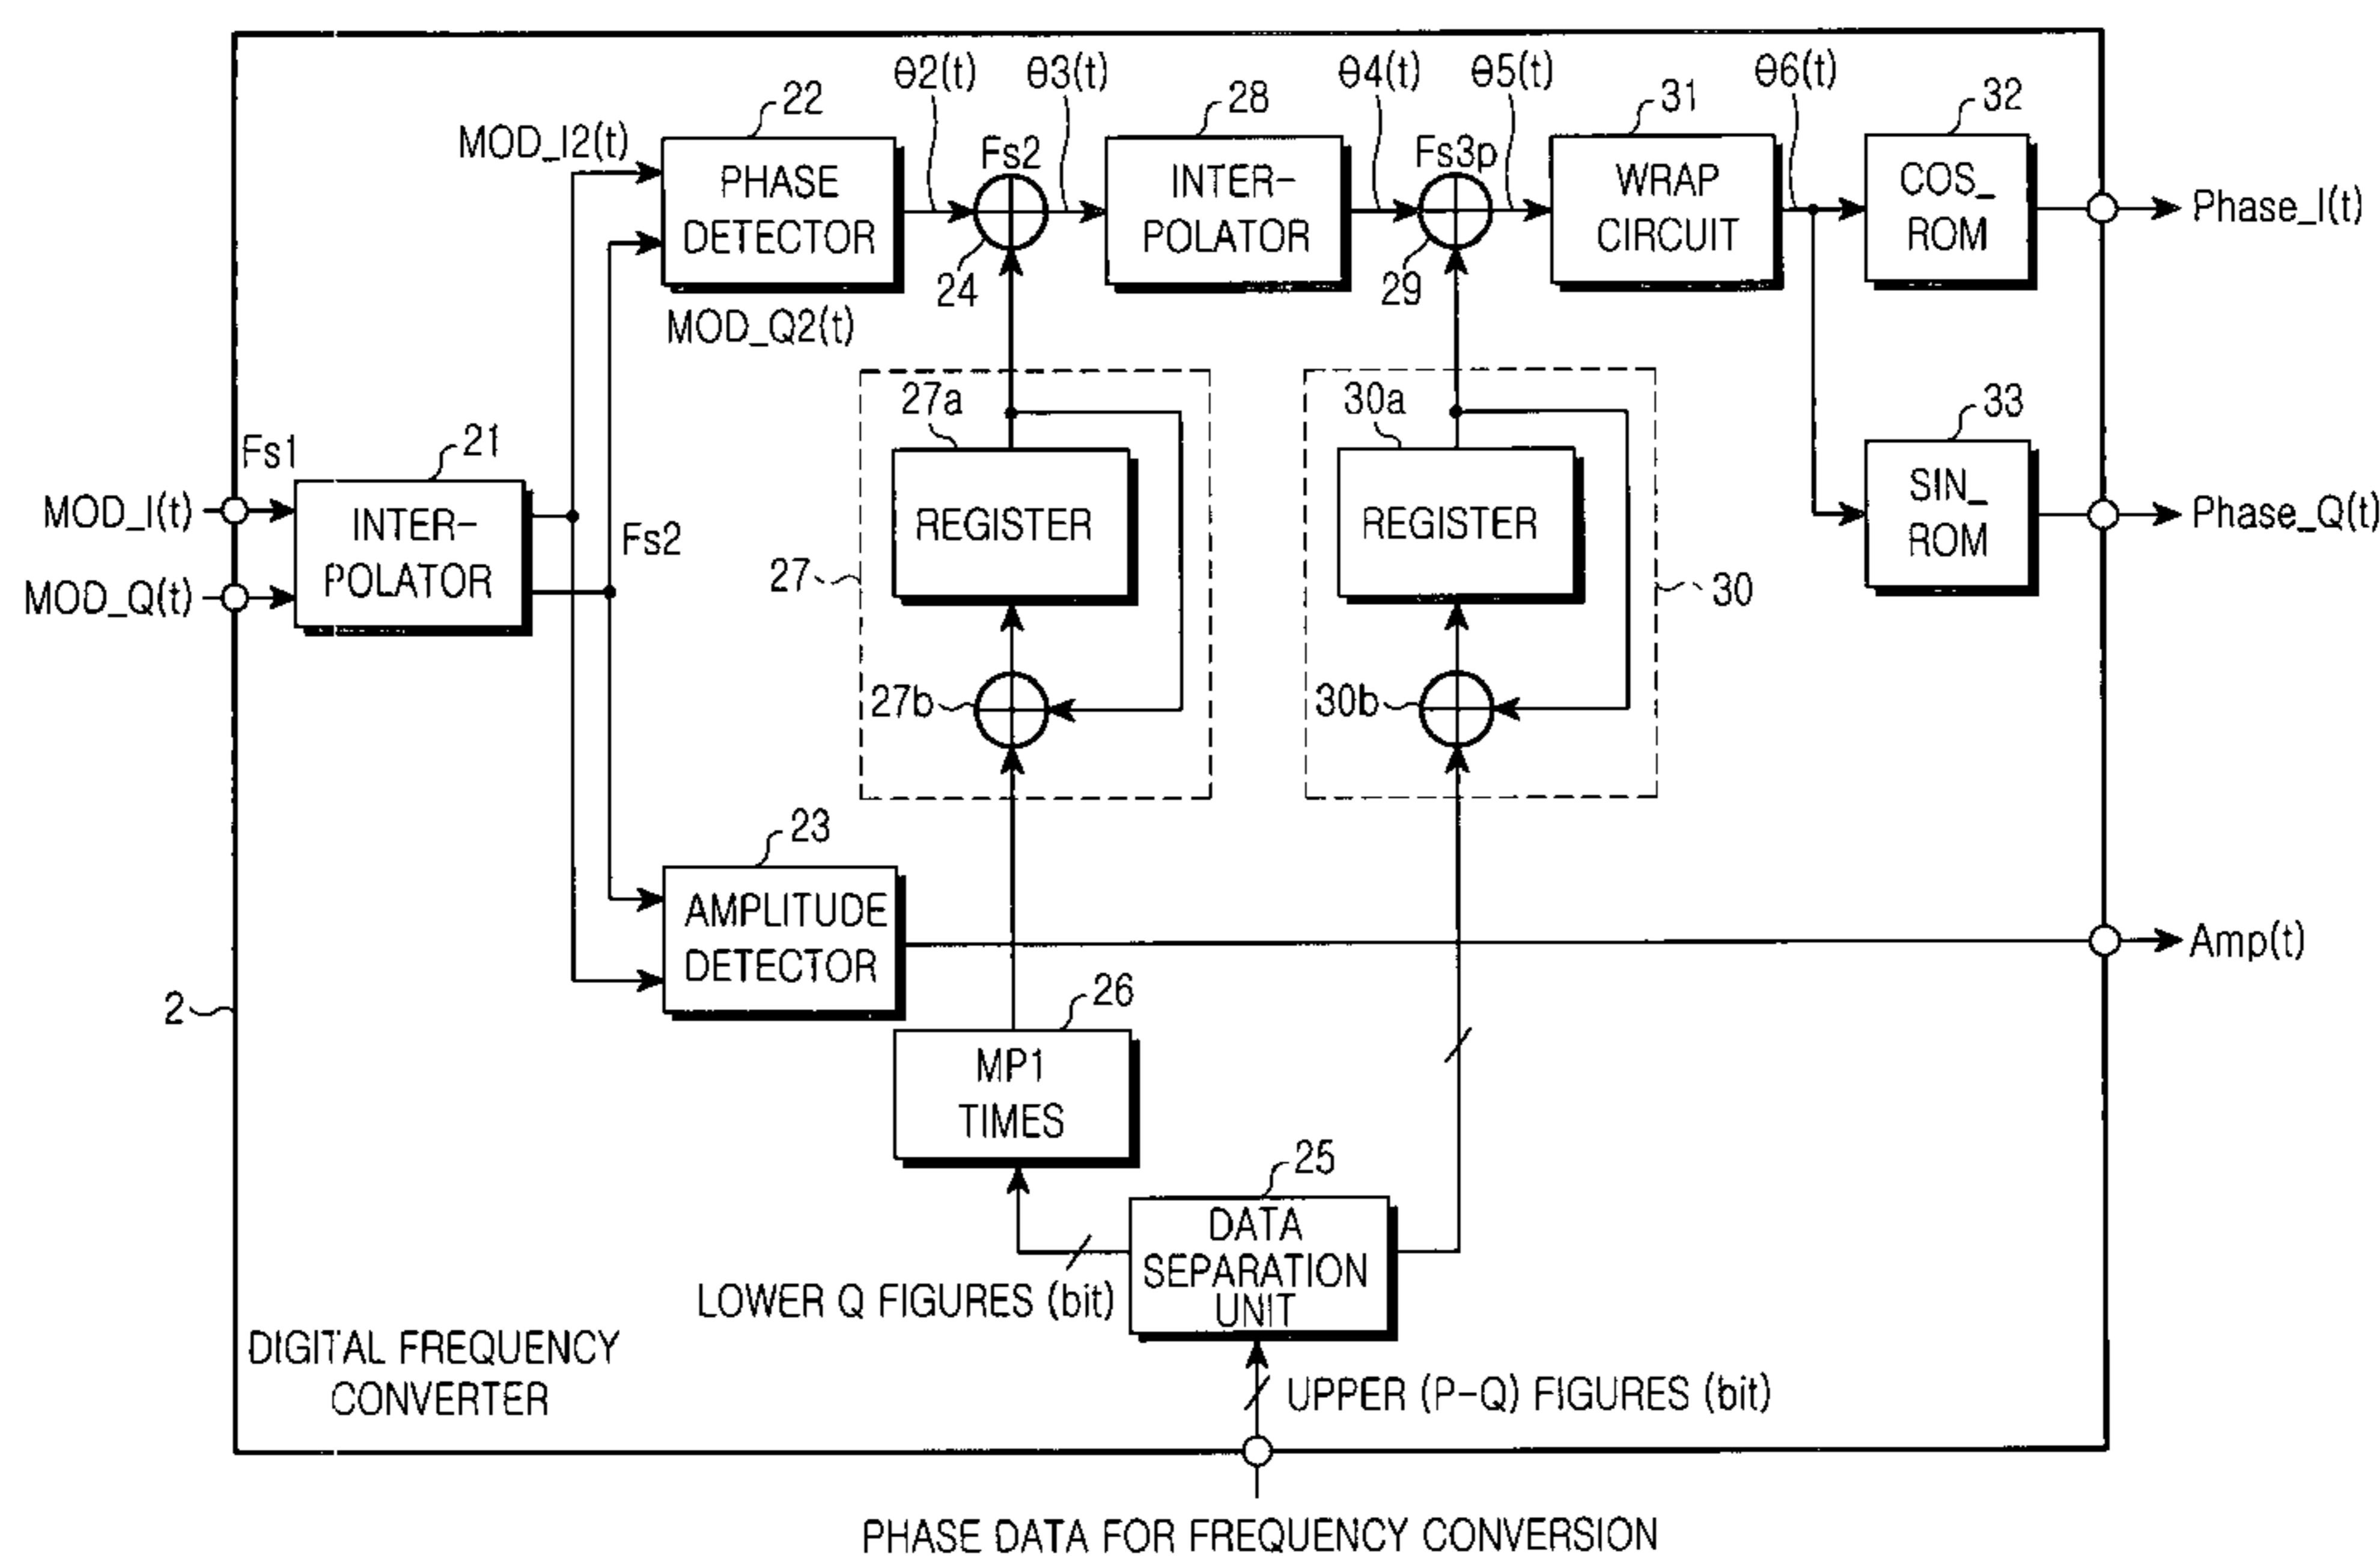 θ2(t)
θ3(t)
θ4(t)
θ5(t)
θ6(t)
22
28
31
32
MOD_I2(t)
Fs2
Fs3p
PHASE
DETECTOR
INTER-
POLATOR
WRAP
CIRCUIT
COS_
ROM
Phase_I(t)
24
29
MOD_Q2(t)
27a
30a
33
Fs1
21
MOD_I(t)
MOD_Q(t)
INTER-
POLATOR
Fs2
REGISTER
REGISTER
SIN_
ROM
Phase_Q(t)
27
30
27b
30b
23
AMPLITUDE
DETECTOR
Amp(t)
2
26
MP1
TIMES
25
DATA
SEPARATION
UNIT
LOWER Q FIGURES (bit)
DIGITAL FREQUENCY
CONVERTER
UPPER (P-Q) FIGURES (bit)
PHASE DATA FOR FREQUENCY CONVERSION